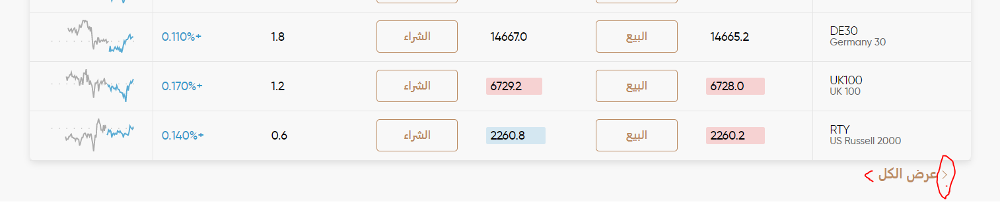 DE30 14665.2 البيع 14667.0 الشراء 1.8 0.110%+
Germany 30
UK100 6728.0 البيع 6729.2 الشراء 1.2 0.170%+
UK 100
RTY 2260.2 البيع 2260.8 الشراء 0.6 0.140%+
US Russell 2000
عرض الكل